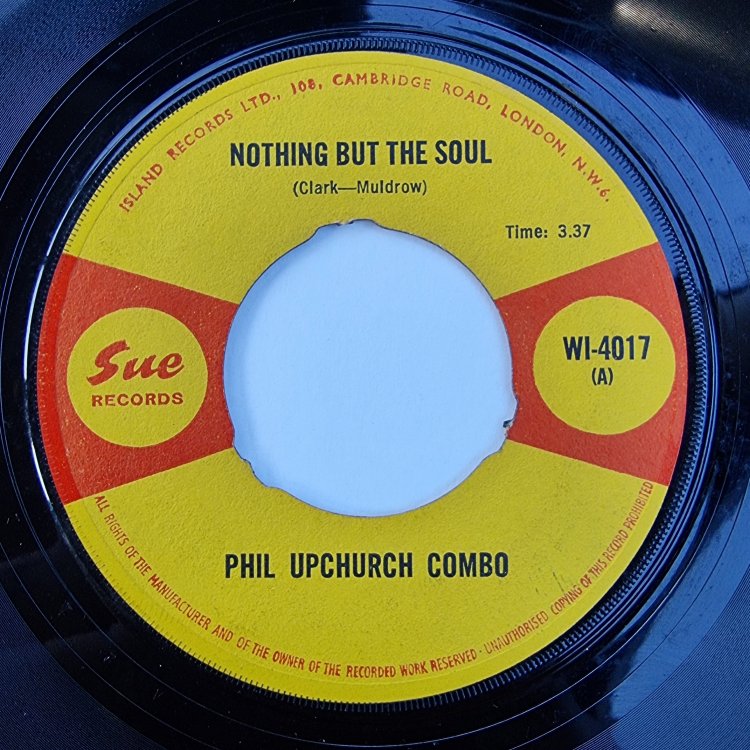 ISLAND RECORDS LTD., 108, CAMBRIDGE ROAD, LONDON, N.W.6.
NOTHING BUT THE SOUL
(Clark—Muldrow)
Time: 3.37
Sue
RECORDS
WI-4017
(A)
PHIL UPCHURCH COMBO
ALL RIGHTS OF THE MANUFACTURER AND OF THE OWNER OF THE RECORDED WORK RESERVED · UNAUTHORISED COPYING OF THIS RECORD PROHIBITED